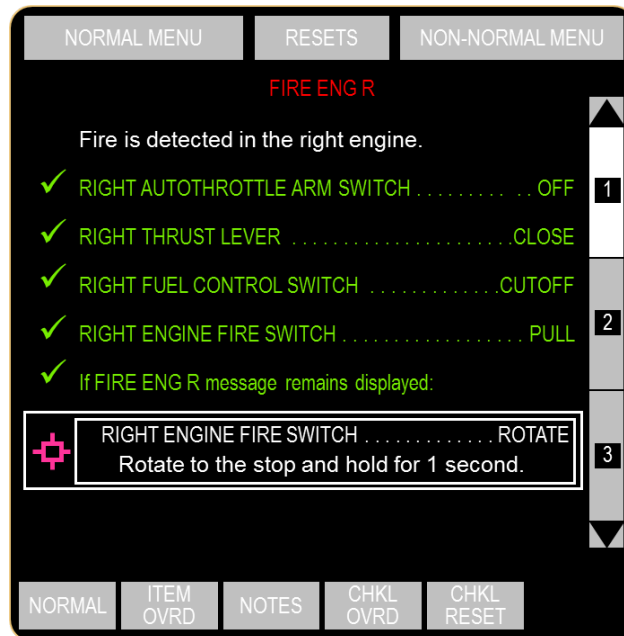 NORMAL MENU RESETS NON-NORMAL MENU
FIRE ENG R
Fire is detected in the right engine.
RIGHT AUTOTHROTTLE ARM SWITCH . . . . . . . . . . . OFF
1
RIGHT THRUST LEVER . . . . . . . . . . . . . . . . . . . . . .CLOSE
RIGHT FUEL CONTROL SWITCH . . . . . . . . . . . . .CUTOFF
RIGHT ENGINE FIRE SWITCH . . . . . . . . . . . . . . . . . . PULL
2
If FIRE ENG R message remains displayed:
RIGHT ENGINE FIRE SWITCH . . . . . . . . . . . . . ROTATE
Rotate to the stop and hold for 1 second.
3
NORMAL ITEM OVRD NOTES CHKL OVRD CHKL RESET